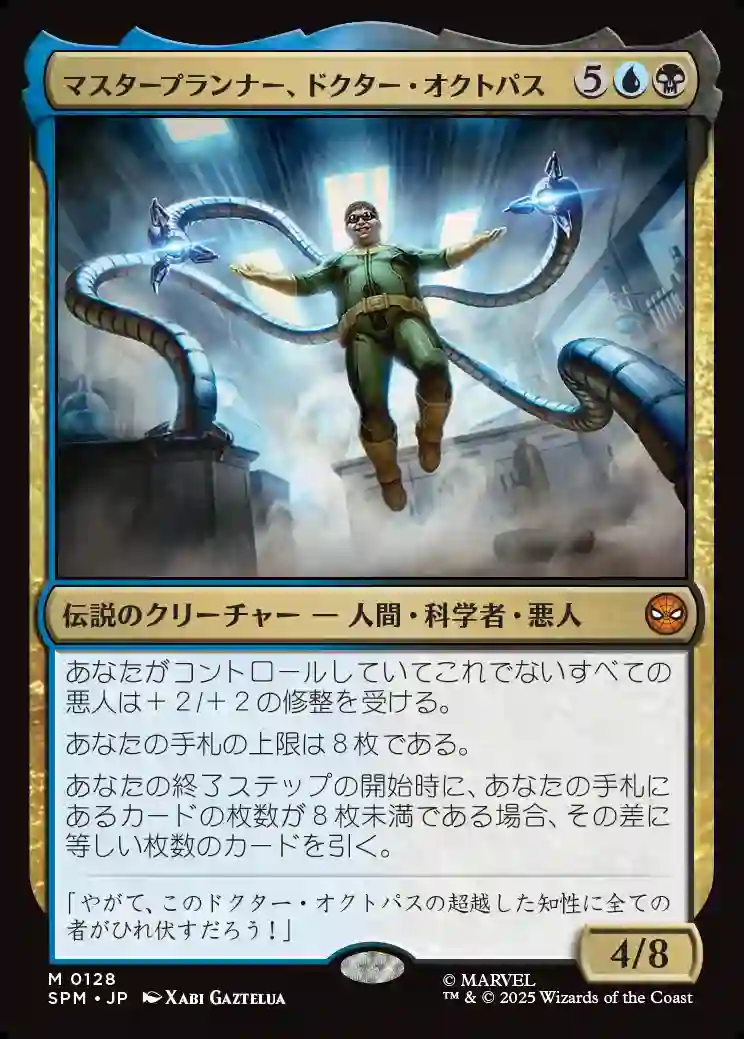 マスタープランナー、ドクター・オクトパス 5
伝説のクリーチャー — 人間・科学者・悪人
あなたがコントロールしていてこれでないすべての
悪人は＋２/＋２の修整を受ける。
あなたの手札の上限は８枚である。
あなたの終了ステップの開始時に、あなたの手札に
あるカードの枚数が８枚未満である場合、その差に
等しい枚数のカードを引く。
「やがて、このドクター・オクトパスの超越した知性に全ての
者がひれ伏すだろう！」
4/8
M 0128
SPM • JP Xabi Gaztelua
© MARVEL
™ & © 2025 Wizards of the Coast